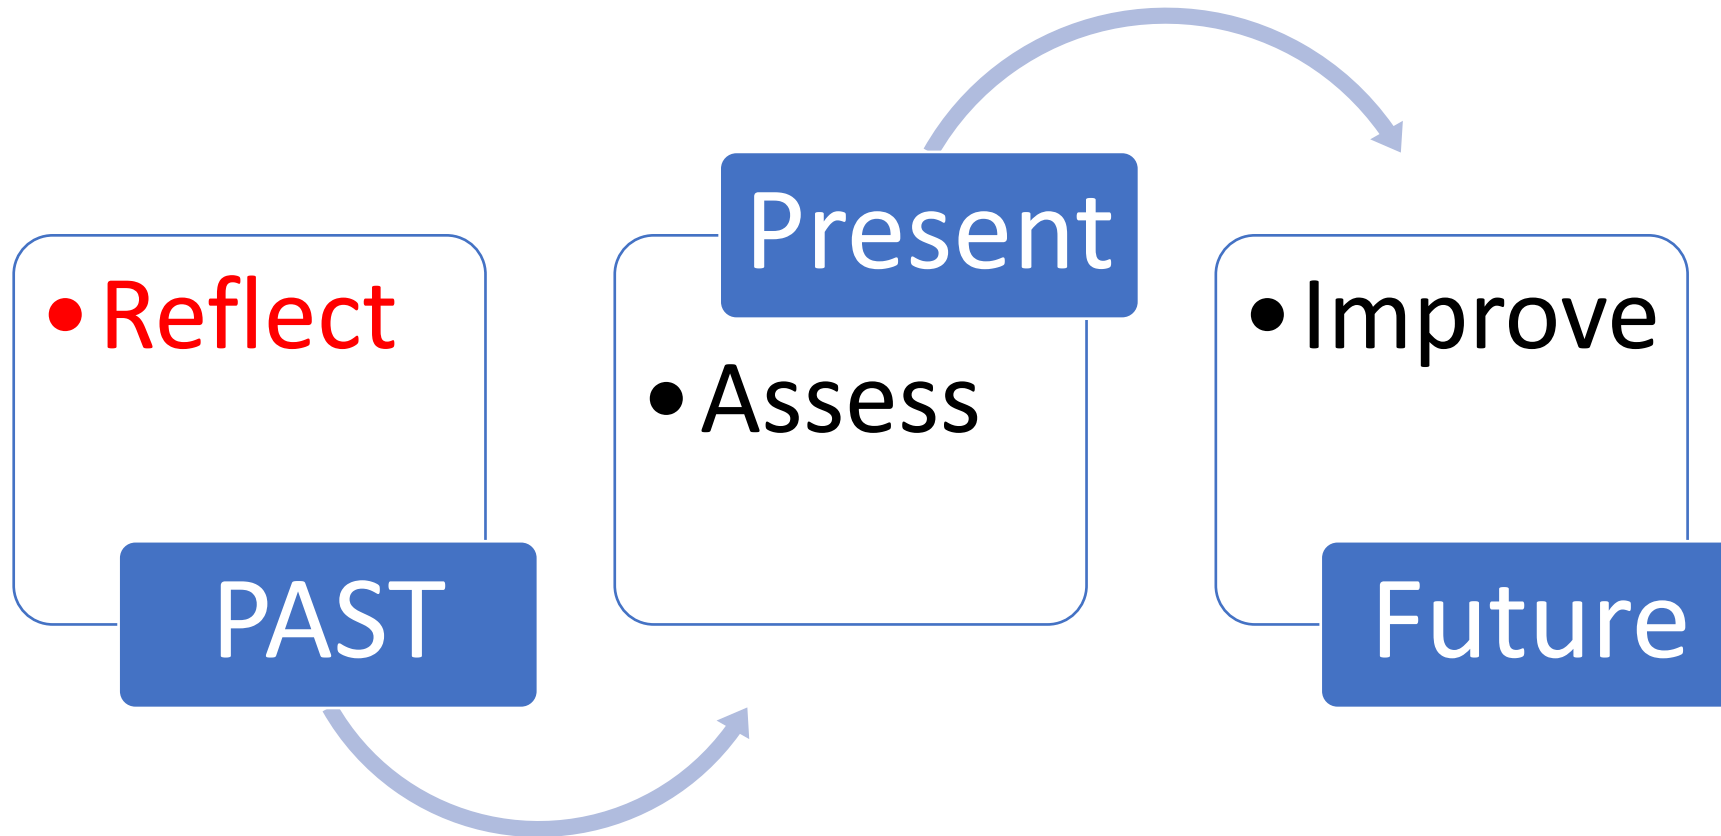 • Reflect
PAST
Present
• Assess
• Improve
Future